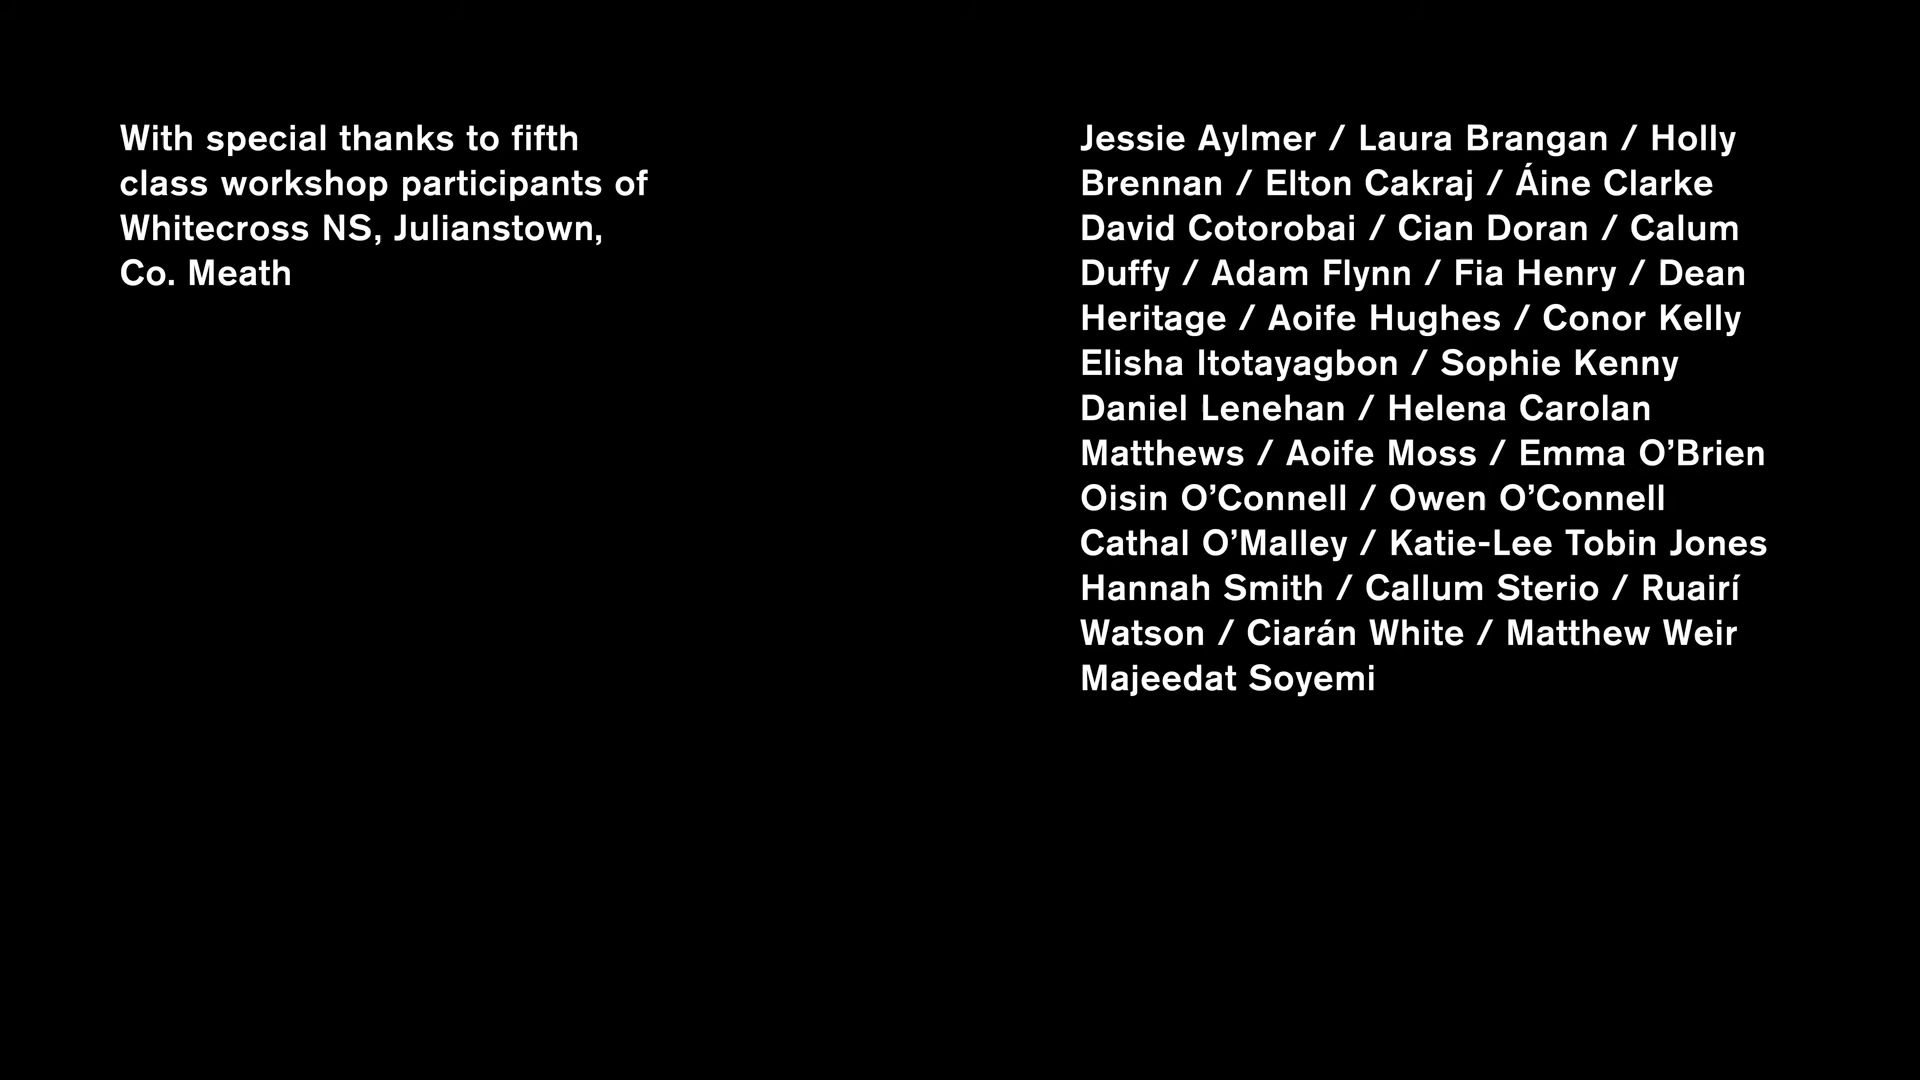 With special thanks to fifth
class workshop participants of
Whitecross NS, Julianstown,
Co. Meath
Jessie Aylmer / Laura Brangan / Holly
Brennan / Elton Cakraj / Áine Clarke
David Cotorobai / Cian Doran / Calum
Duffy / Adam Flynn / Fia Henry / Dean
Heritage / Aoife Hughes / Conor Kelly
Elisha Itotayagbon / Sophie Kenny
Daniel Lenehan / Helena Carolan
Matthews / Aoife Moss / Emma O’Brien
Oisin O’Connell / Owen O’Connell
Cathal O’Malley / Katie-Lee Tobin Jones
Hannah Smith / Callum Sterio / Ruairí
Watson / Ciarán White / Matthew Weir
Majeedat Soyemi